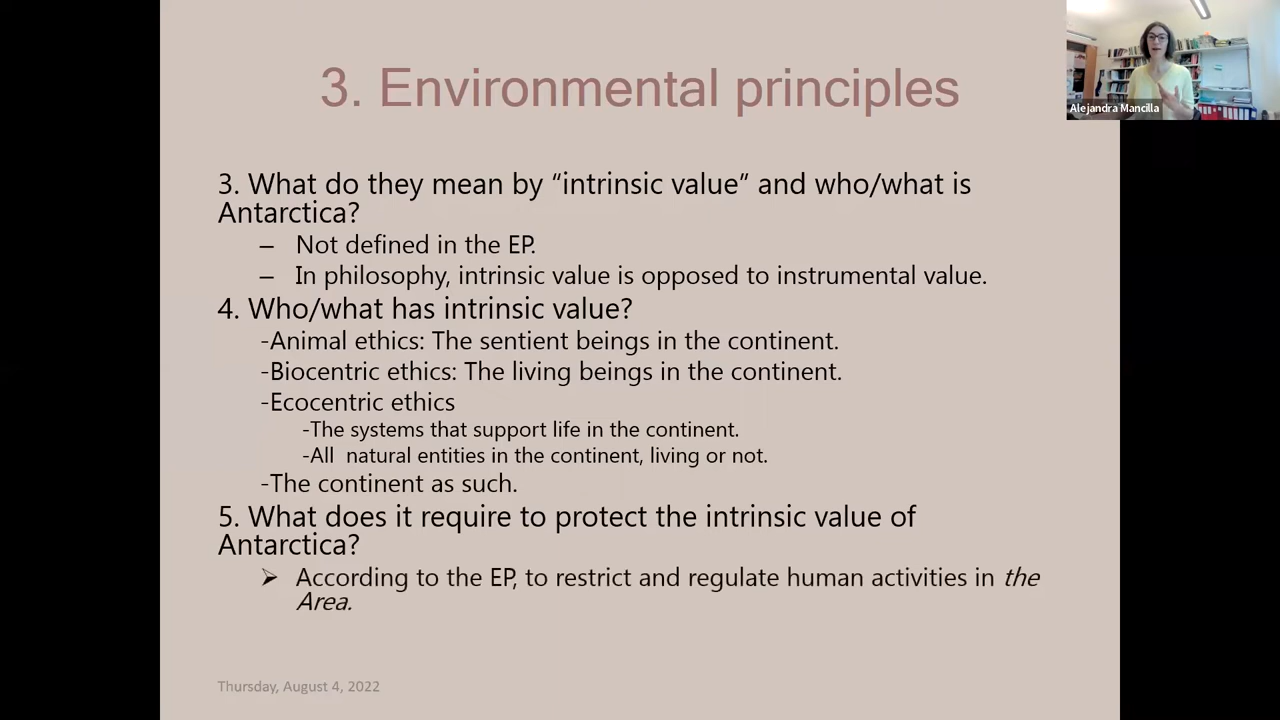 3. Environmental principles
Alejandra Mancilla
3. What do they mean by “intrinsic value” and who/what is
Antarctica?
– Not defined in the EP.
– In philosophy, intrinsic value is opposed to instrumental value.
4. Who/what has intrinsic value?
-Animal ethics: The sentient beings in the continent.
-Biocentric ethics: The living beings in the continent.
-Ecocentric ethics
-The systems that support life in the continent.
-All natural entities in the continent, living or not.
-The continent as such.
5. What does it require to protect the intrinsic value of
Antarctica?
➢ According to the EP, to restrict and regulate human activities in the
Area.
Thursday, August 4, 2022